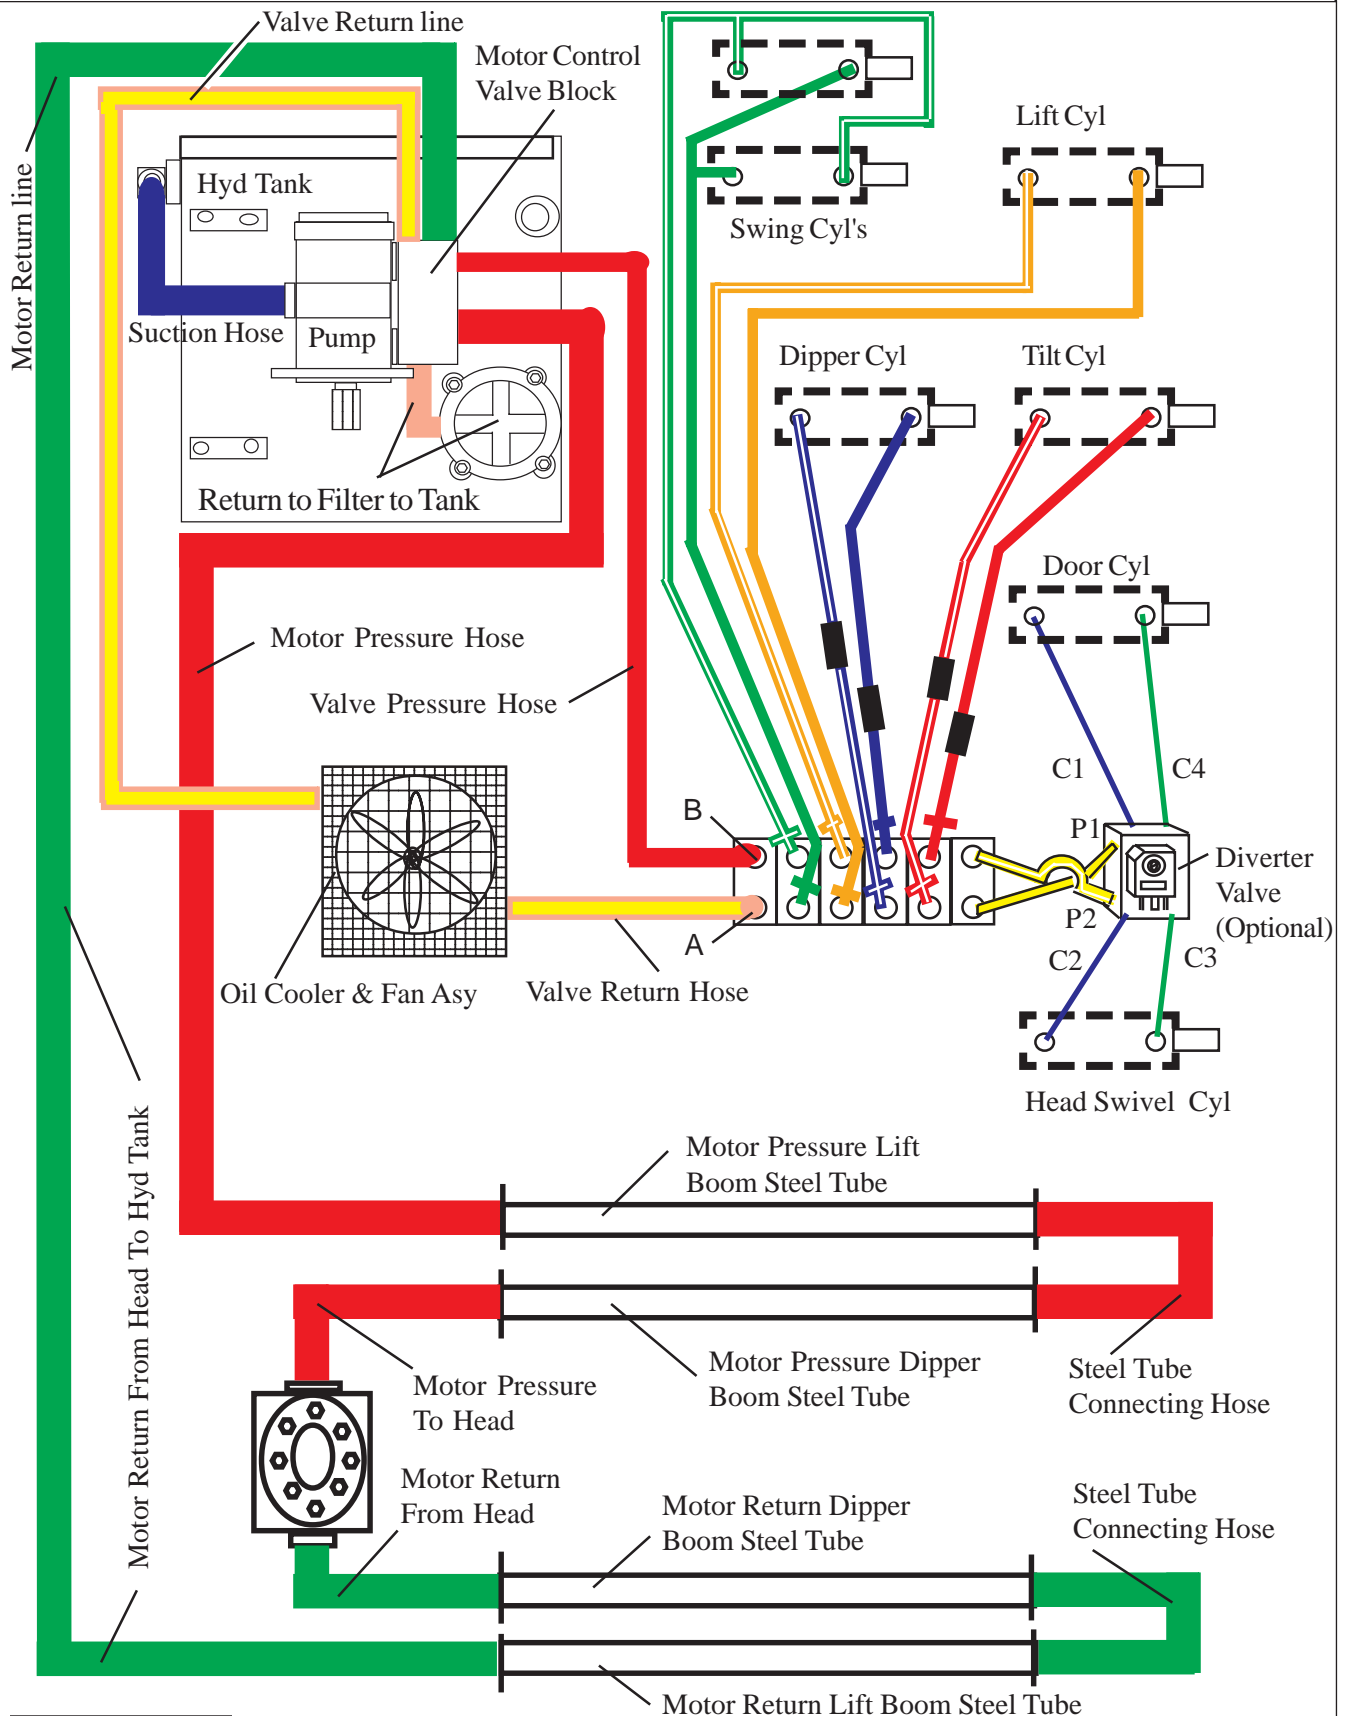 Valve Return line
Motor Control
Valve Block
Lift Cyl
Motor Return line
Hyd Tank
Swing Cyl's
Suction Hose
Pump
Dipper Cyl
Tilt Cyl
Return to Filter to Tank
Door Cyl
Motor Pressure Hose
Valve Pressure Hose
C1
C4
B
P1
Diverter
Valve
(Optional)
P2
A
C2
C3
Oil Cooler & Fan Asy
Valve Return Hose
Head Swivel Cyl
Motor Return From Head To Hyd Tank
Motor Pressure Lift
Boom Steel Tube
Motor Pressure Dipper
Boom Steel Tube
Steel Tube
Connecting Hose
Motor Pressure
To Head
Motor Return
From Head
Motor Return Dipper
Boom Steel Tube
Steel Tube
Connecting Hose
Motor Return Lift Boom Steel Tube